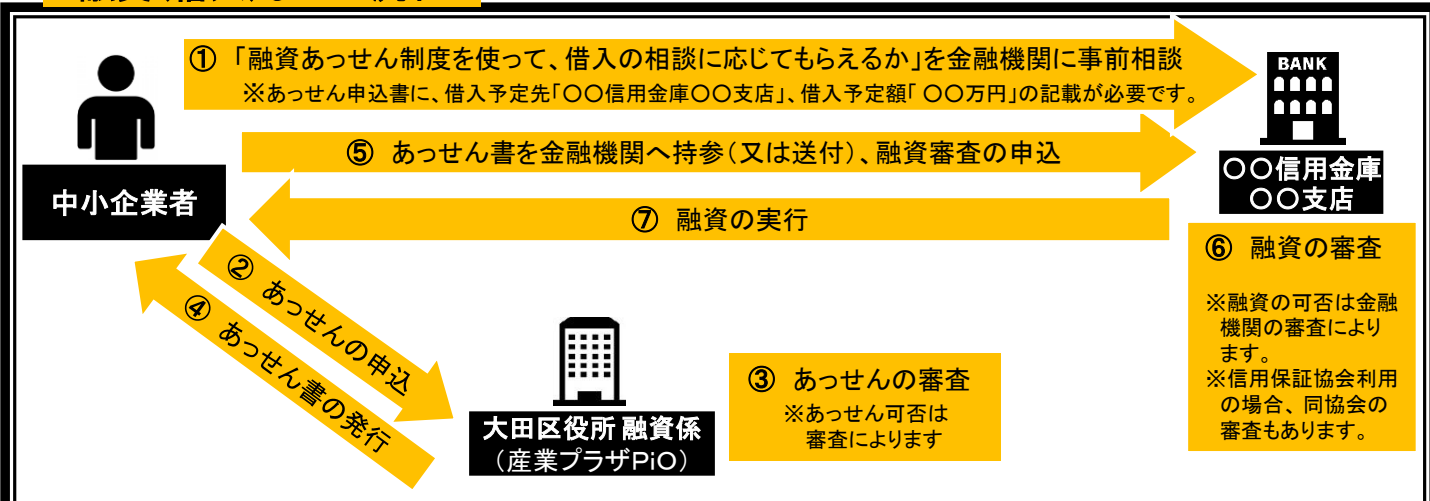 ① 「融資あっせん制度を使って、借入の相談に応じてもらえるか」を金融機関に事前相談
※あっせん申込書に、借入予定先「〇〇信用金庫〇〇支店」、借入予定額「 〇〇万円」の記載が必要です。
BANK
⑤ あっせん書を金融機関へ持参(又は送付)、融資審査の申込
〇〇信用金庫
〇〇支店
中小企業者
⑦ 融資の実行
⑥ 融資の審査
※融資の可否は金融
機関の審査により
ます。
※信用保証協会利用
の場合、同協会の
審査もあります。
② あっせんの申込
④ あっせん書の発行
③ あっせんの審査
※あっせん可否は
審査によります
大田区役所 融資係
(産業プラザPiO)